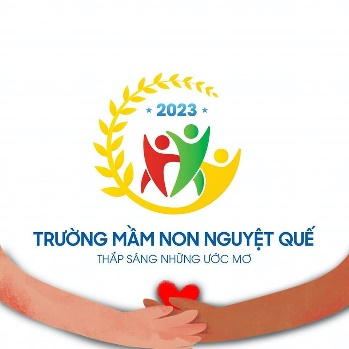 * 2023 *
TRƯỜNG MẦM NON NGUYỆT QUẾ
THẮP SÁNG NHỮNG ƯỚC MƠ